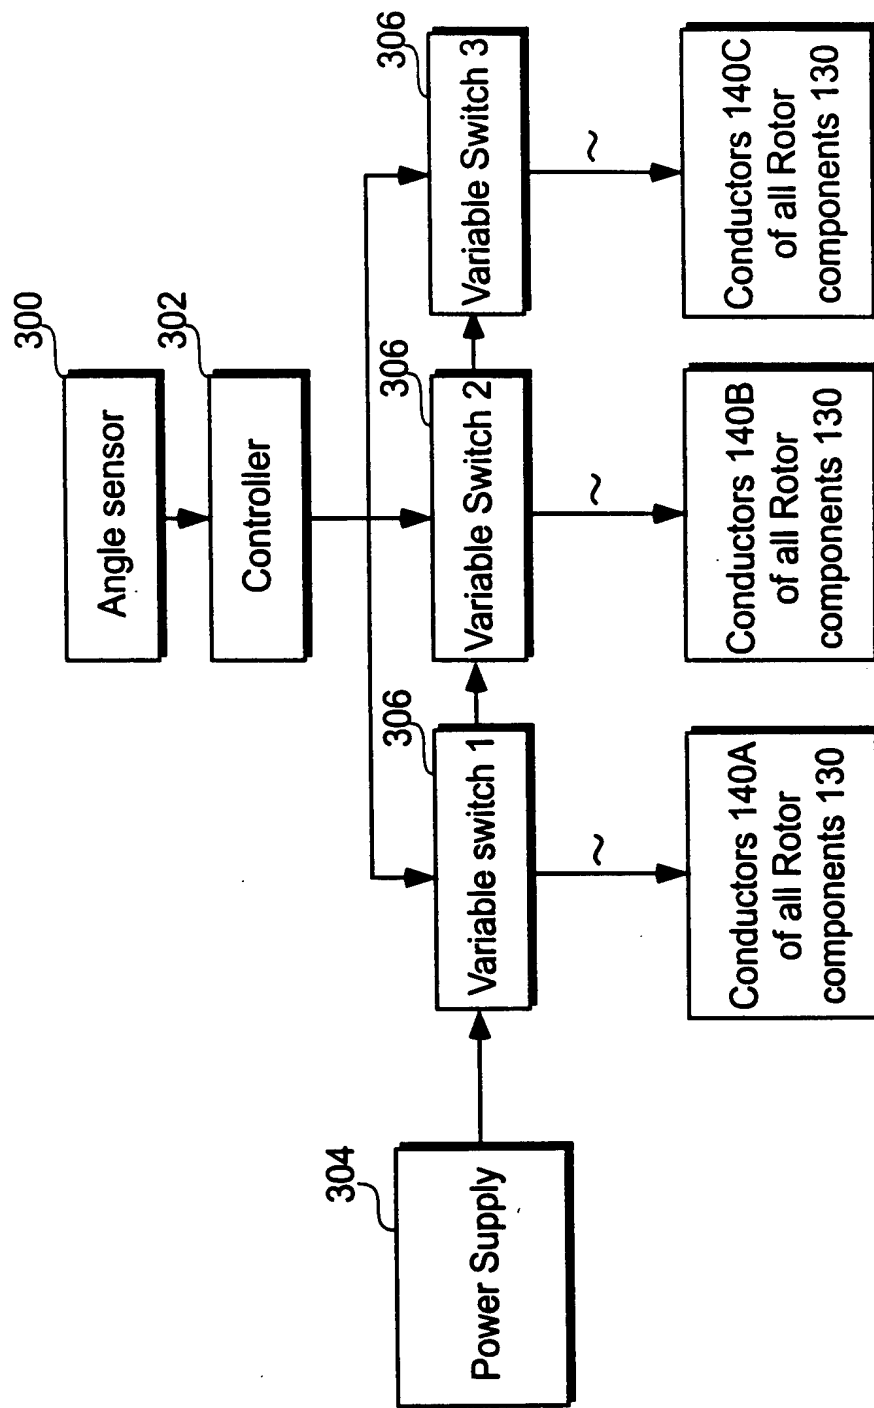 300
Angle sensor
302
Controller
306
Variable switch 1
306
Variable Switch 2
306
Variable Switch 3
304
Power Supply
Conductors 140A
of all Rotor
components 130
Conductors 140B
of all Rotor
components 130
Conductors 140C
of all Rotor
components 130
~
~
~